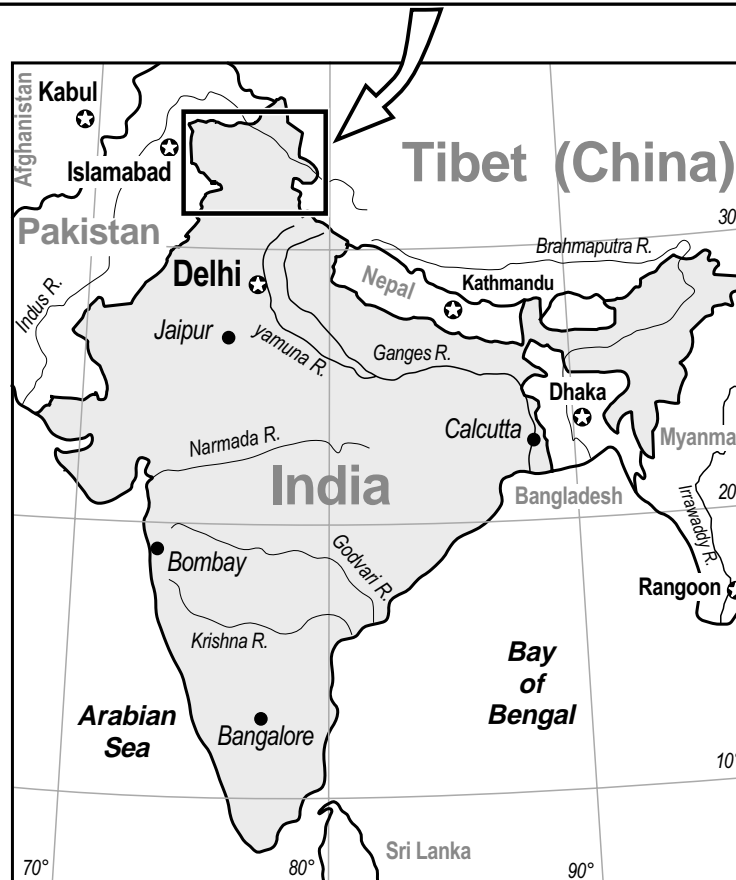 Afghanistan
Kabul
Islamabad
Tibet (China)
Pakistan
30
Brahmaputra R.
Delhi
Nepal
Kathmandu
Indus R.
Jaipur
yamuna R.
Ganges R.
Dhaka
Calcutta
Myanma
Narmada R.
India
Bangladesh
20
Irrawaddy R.
Bombay
Godvari R.
Rangoon
Krishna R.
Bay
of
Bengal
Arabian
Sea
Bangalore
10°
Sri Lanka
70°
80°
90°